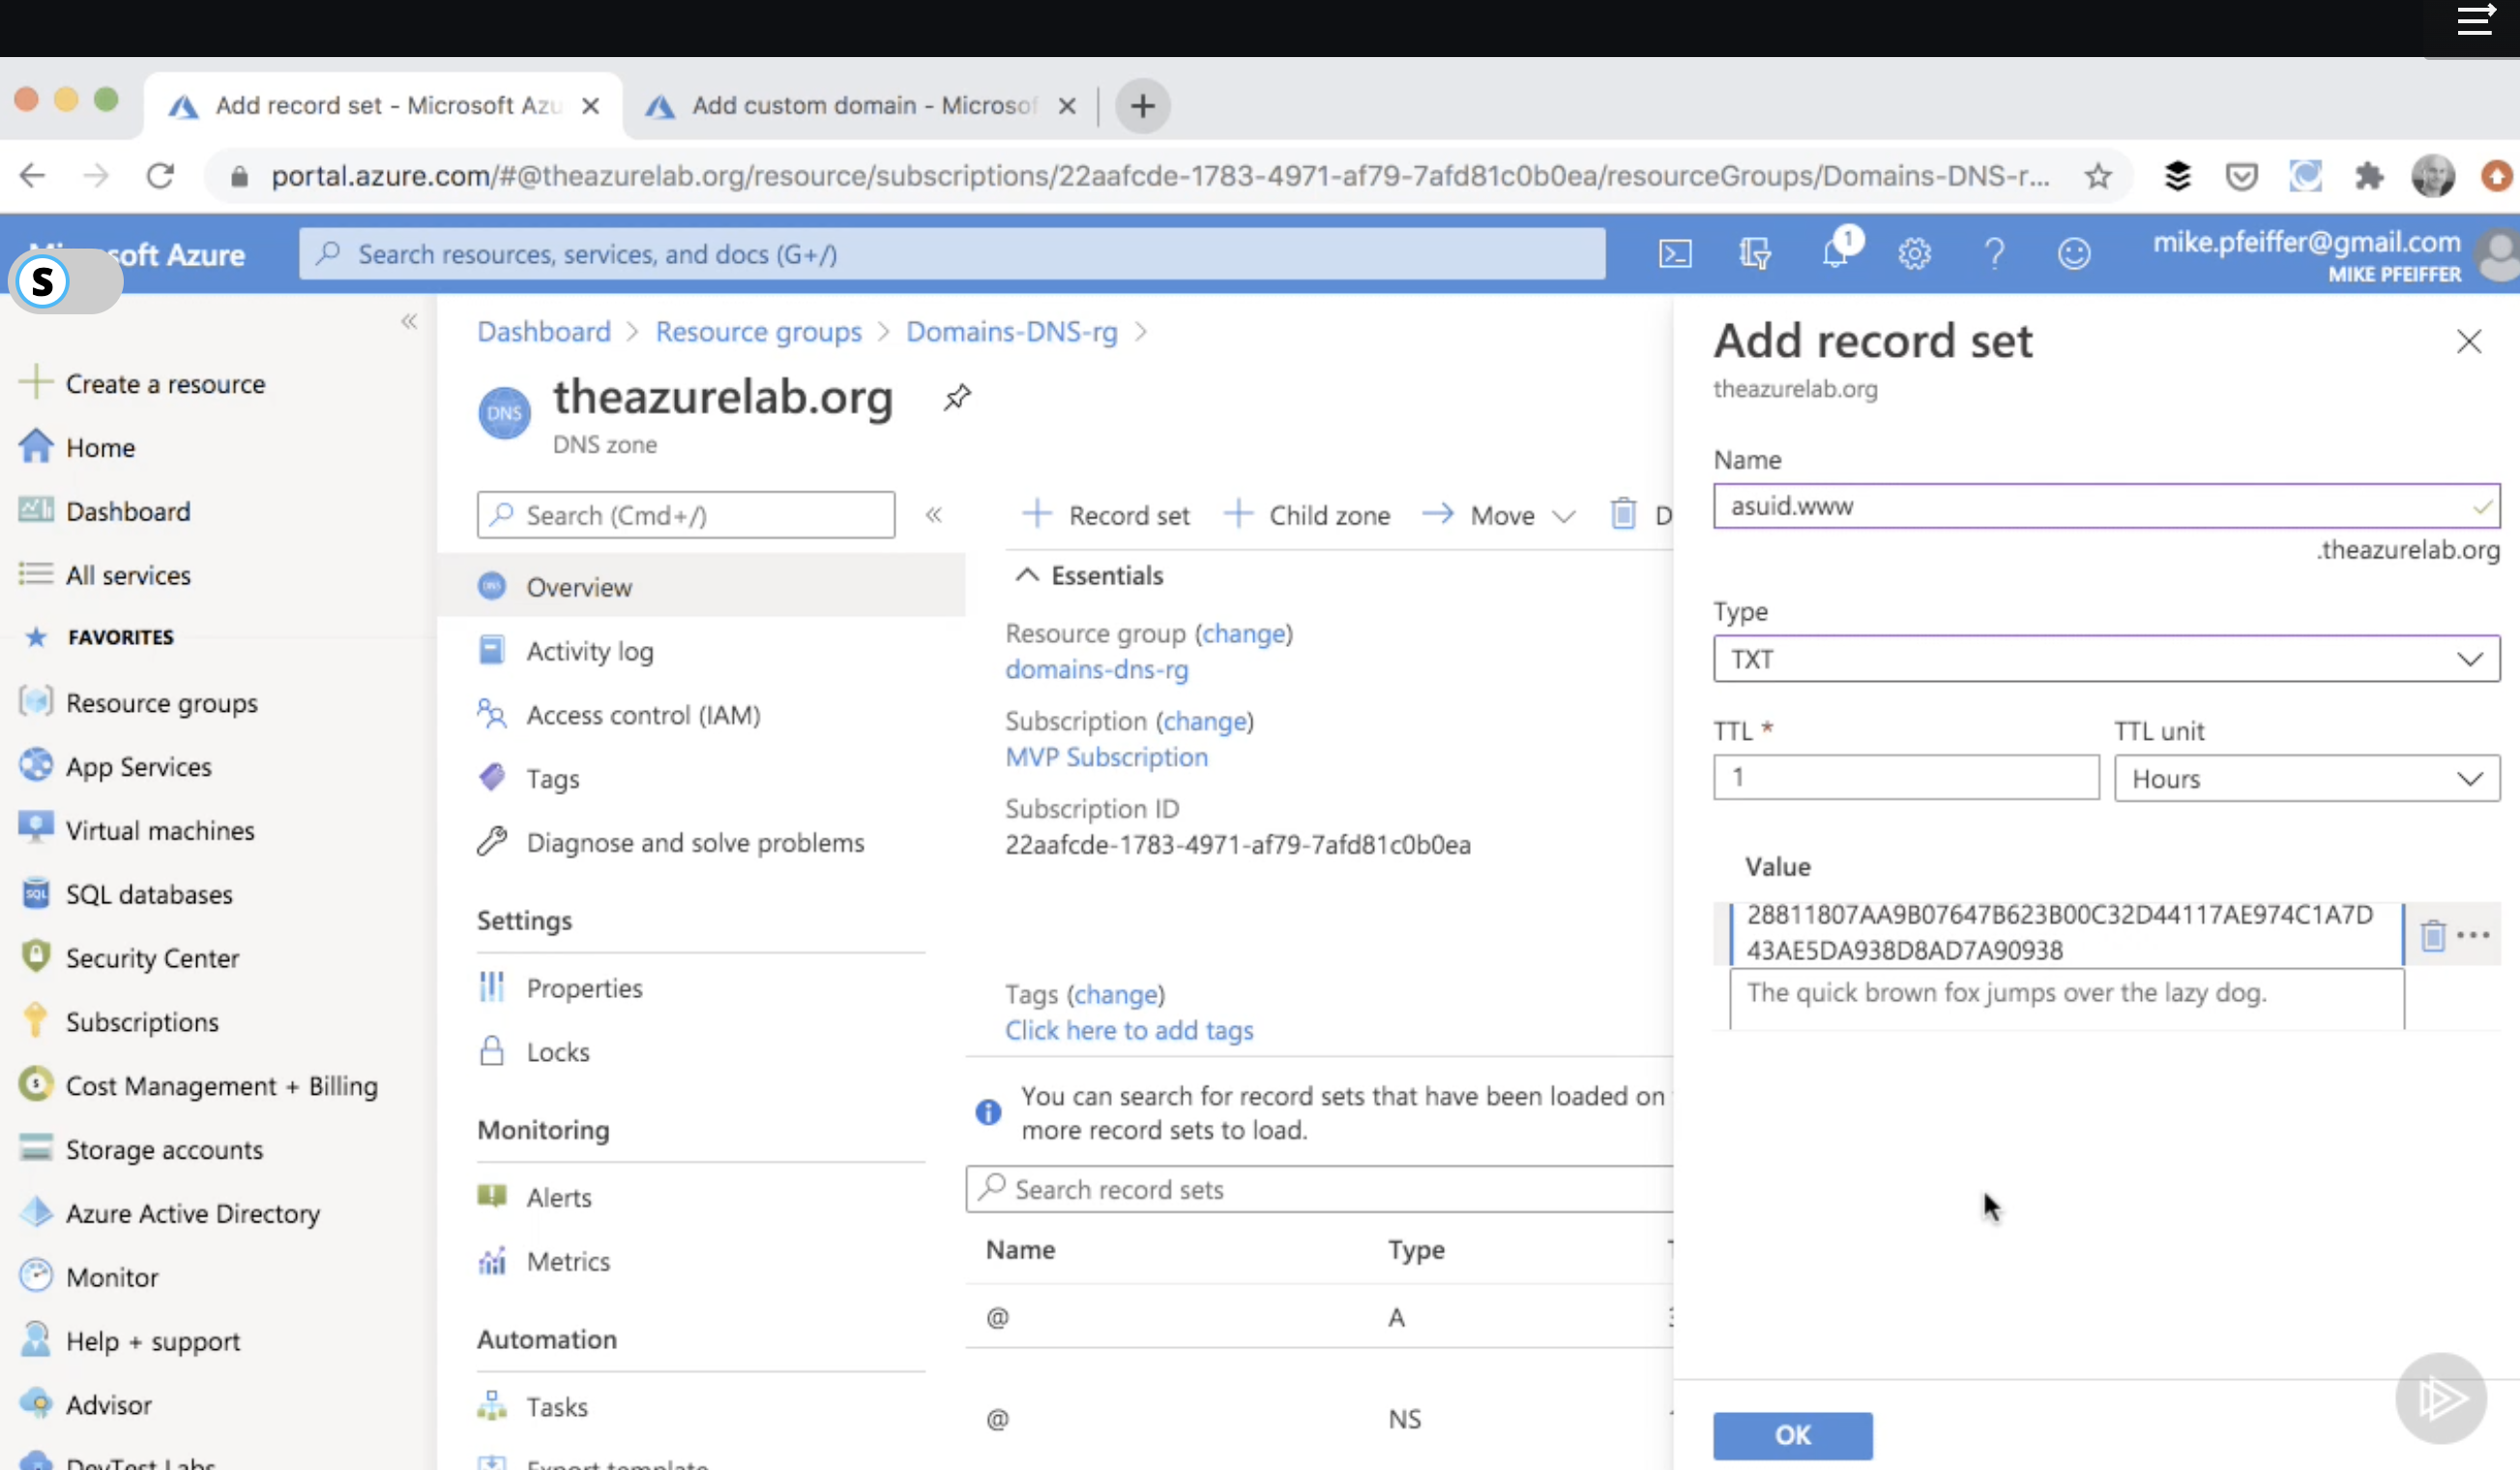 Add record set - Microsoft Azu
Add custom domain - Microsof
portal.azure.com/#@theazurelab.org/resource/subscriptions/22aafcde-1783-4971-af79-7afd81c0b0ea/resourceGroups/Domains-DNS-r...
soft Azure
S
Search resources, services, and docs (G+/)
1
mike.pfeiffer@gmail.com
MIKE PFEIFFER
Create a resource
Home
Dashboard
All services
FAVORITES
Resource groups
App Services
Virtual machines
SQL databases
Security Center
Subscriptions
Cost Management + Billing
Storage accounts
Azure Active Directory
Monitor
Help + support
Advisor
DevTest Labs
Dashboard > Resource groups > Domains-DNS-rg >
DNS
theazurelab.org
DNS zone
Search (Cmd+/)
Overview
Activity log
Access control (IAM)
Tags
Diagnose and solve problems
Settings
Properties
Locks
Monitoring
Alerts
Metrics
Automation
Tasks
Export template
Record set
Child zone
Move
D
Essentials
Resource group (change)
domains-dns-rg
Subscription (change)
MVP Subscription
Subscription ID
22aafcde-1783-4971-af79-7afd81c0b0ea
Tags (change)
Click here to add tags
You can search for record sets that have been loaded on
more record sets to load.
Search record sets
Name Type
@ A
@ NS
Add record set
theazurelab.org
Name
asuid.www
.theazurelab.org
Type
TXT
TTL * TTL unit
1 Hours
Value
28811807AA9B07647B623B00C32D44117AE974C1A7D
43AE5DA938D8AD7A90938
The quick brown fox jumps over the lazy dog.
OK